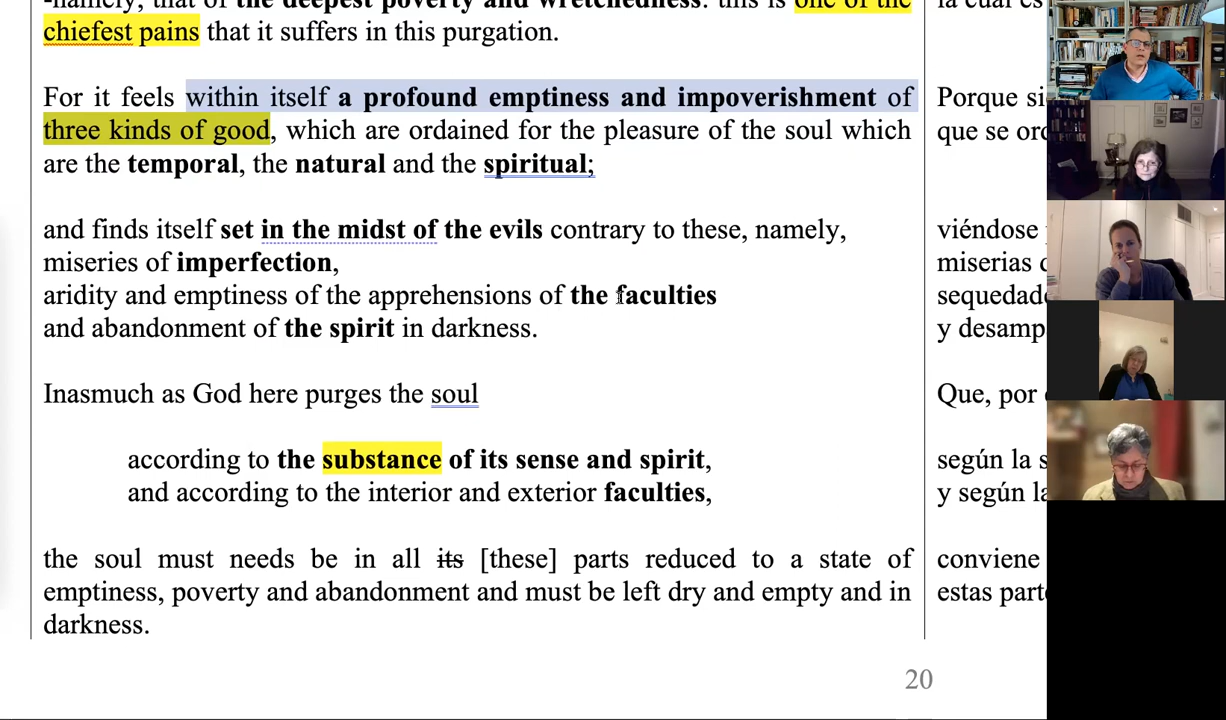 -namely, that of the deepest poverty and wretchedness: this is one of the
chiefest pains that it suffers in this purgation.
For it feels within itself a profound emptiness and impoverishment of
three kinds of good, which are ordained for the pleasure of the soul which
are the temporal, the natural and the spiritual;
and finds itself set in the midst of the evils contrary to these, namely,
miseries of imperfection,
aridity and emptiness of the apprehensions of the faculties
and abandonment of the spirit in darkness.
Inasmuch as God here purges the soul
according to the substance of its sense and spirit,
and according to the interior and exterior faculties,
the soul must needs be in all its [these] parts reduced to a state of
emptiness, poverty and abandonment and must be left dry and empty and in
darkness.
la cual es
Porque si
que se ord
viéndose
miserias d
sequedade
y desamp
Que, por
según la s
y según la
conviene
estas parte
20